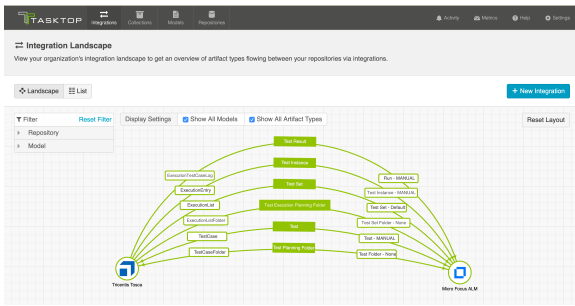 TASKTOP
Integrations
Collections
Models
Repositories
Activity
Metrics
Help
Settings
Integration Landscape
View your organization's integration landscape to get an overview of artifact types flowing between your repositories via integrations.
Landscape
List
+ New Integration
Filter
Reset Filter
Display Settings
Show All Models
Show All Artifact Types
Reset Layout
Repository
Model
Test Result
Test Instance
ExecutionTestCaseLog
Run - MANUAL
Test Set
ExecutionEntry
Test Instance - MANUAL
ExecutionList
Test Execution Planning Folder
Test Set - Default
ExecutionListFolder
Test
Test Set Folder - None
TestCase
Test - MANUAL
TestCaseFolder
Test Planning Folder
Test Folder - None
Tricentis Tosca
Micro Focus ALM